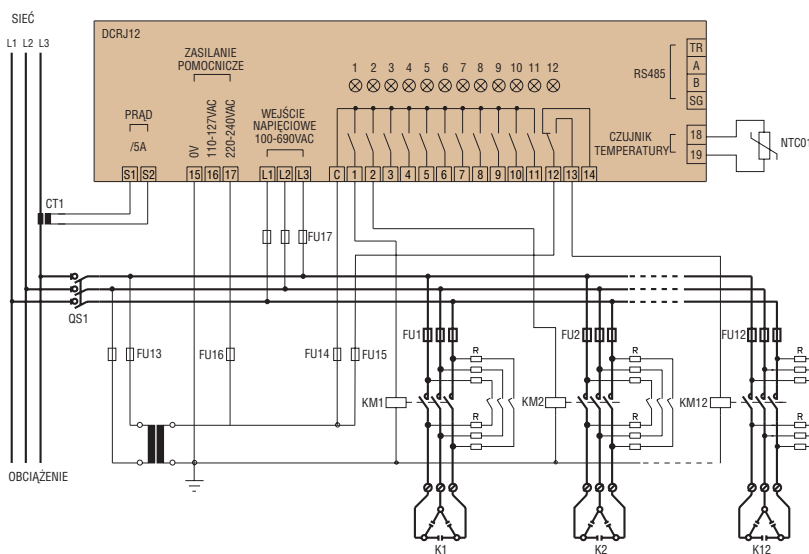 SIEĆ
L1 L2 L3
DCRJ12
ZASILANIE
POMOCNICZE
1 2 3 4 5 6 7 8 9 10 11 12
TR
A
B
SG
RS485
PRĄD
/5A
0V
110-127VAC
220-240VAC
WEJŚCIE
NAPIĘCIOWE
100-690VAC
CZUJNIK
TEMPERATURY
18
19
NTC01
S1 S2 15 16 17 L1 L2 L3 C 1 2 3 4 5 6 7 8 9 10 11 12 13 14
CT1
FU17
QS1
FU13 FU16 FU14 FU15 FU1 FU2 FU12
R R R
KM1 KM2 KM12
R R R
OBCIĄŻENIE
K1 K2 K12